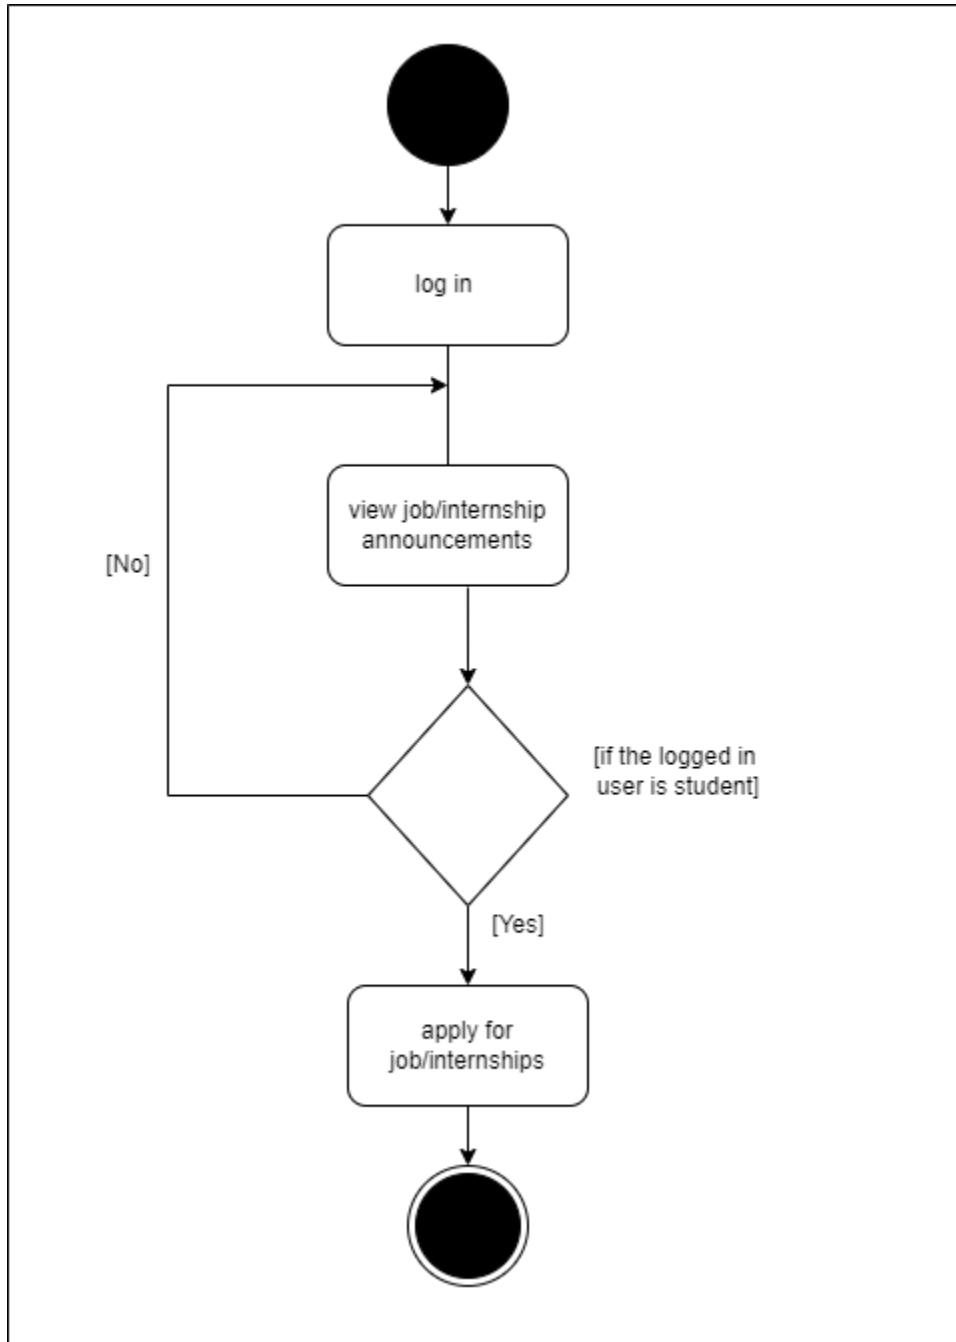 log in
view job/internship
announcements
[No]
[if the logged in
user is student]
[Yes]
apply for
job/internships